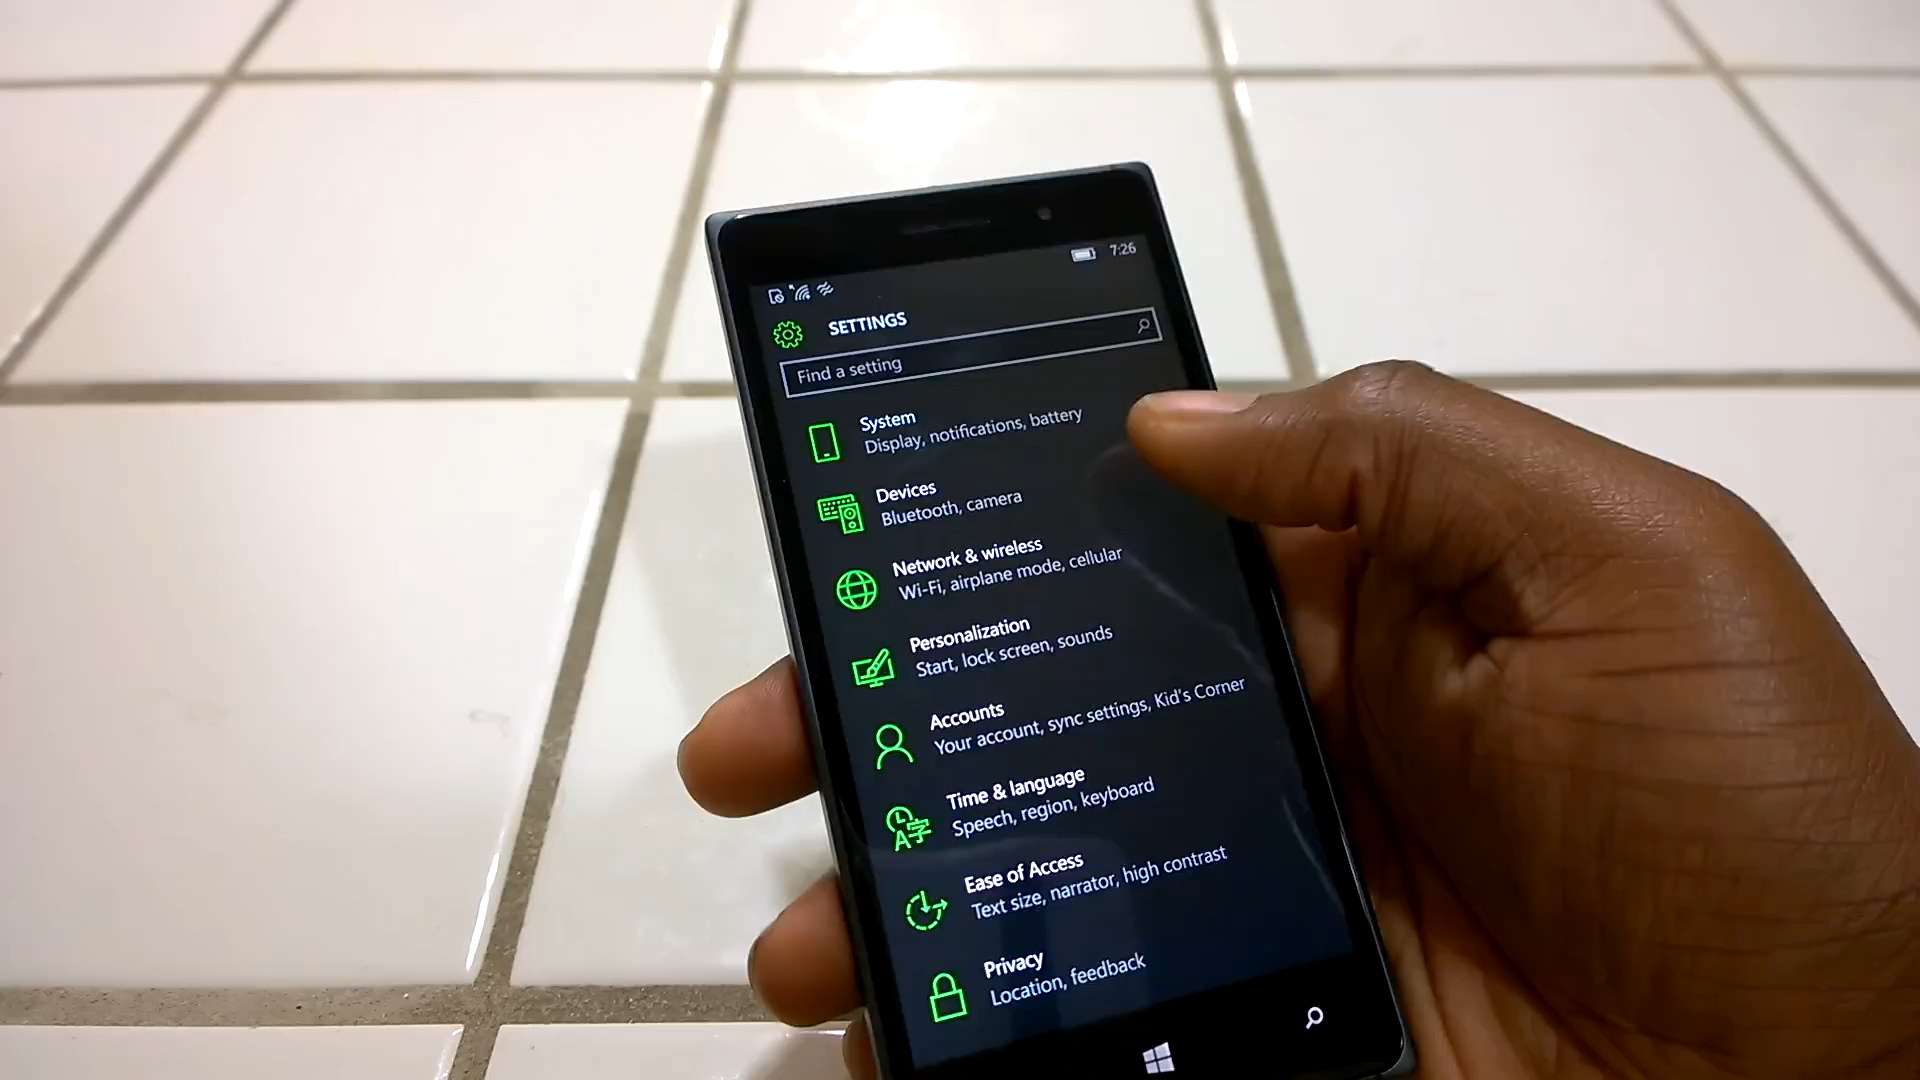 7:26
SETTINGS
Find a setting
System
Display, notifications, battery
Devices
Bluetooth, camera
Network & wireless
Wi-Fi, airplane mode, cellular
Personalization
Start, lock screen, sounds
Accounts
Your account, sync settings, Kid's Corner
Time & language
Speech, region, keyboard
Ease of Access
Text size, narrator, high contrast
Privacy
Location, feedback